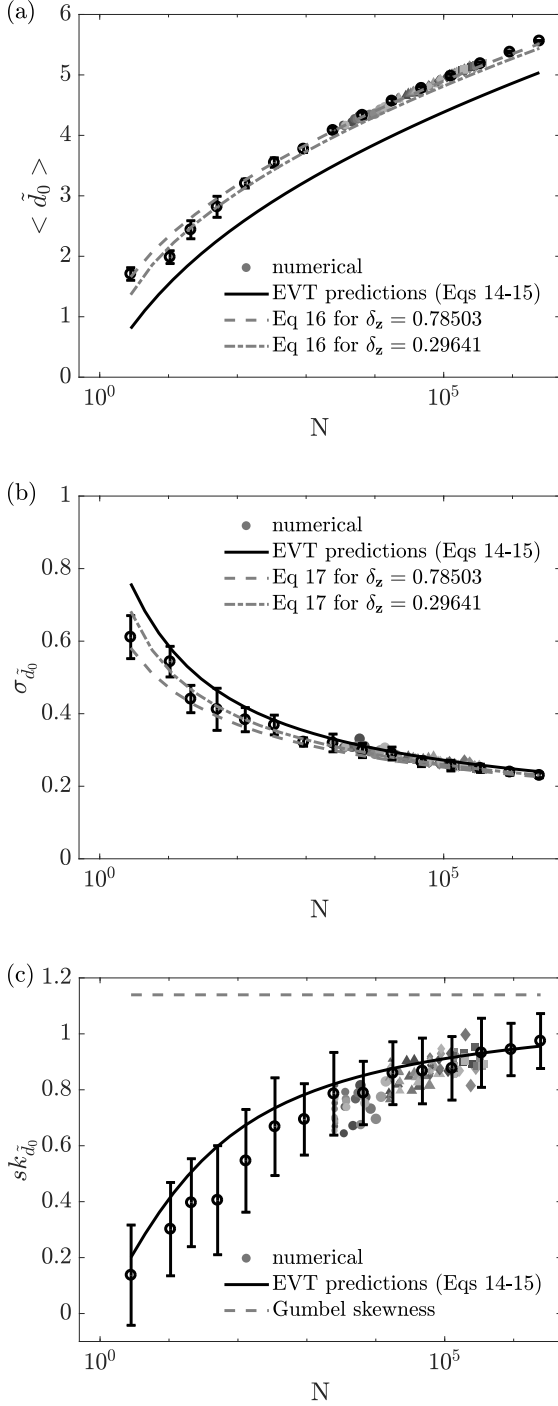 (a)
6
5
4
3
2
1
0
< d̃₀ >
numerical
EVT predictions (Eqs 14-15)
Eq 16 for δ_z = 0.78503
Eq 16 for δ_z = 0.29641
10⁰
10⁵
N
(b)
1
0.8
0.6
0.4
0.2
0
σ_d̃₀
numerical
EVT predictions (Eqs 14-15)
Eq 17 for δ_z = 0.78503
Eq 17 for δ_z = 0.29641
10⁰
10⁵
N
(c)
1.2
1
0.8
0.6
0.4
0.2
0
sk_d̃₀
numerical
EVT predictions (Eqs 14-15)
Gumbel skewness
10⁰
10⁵
N